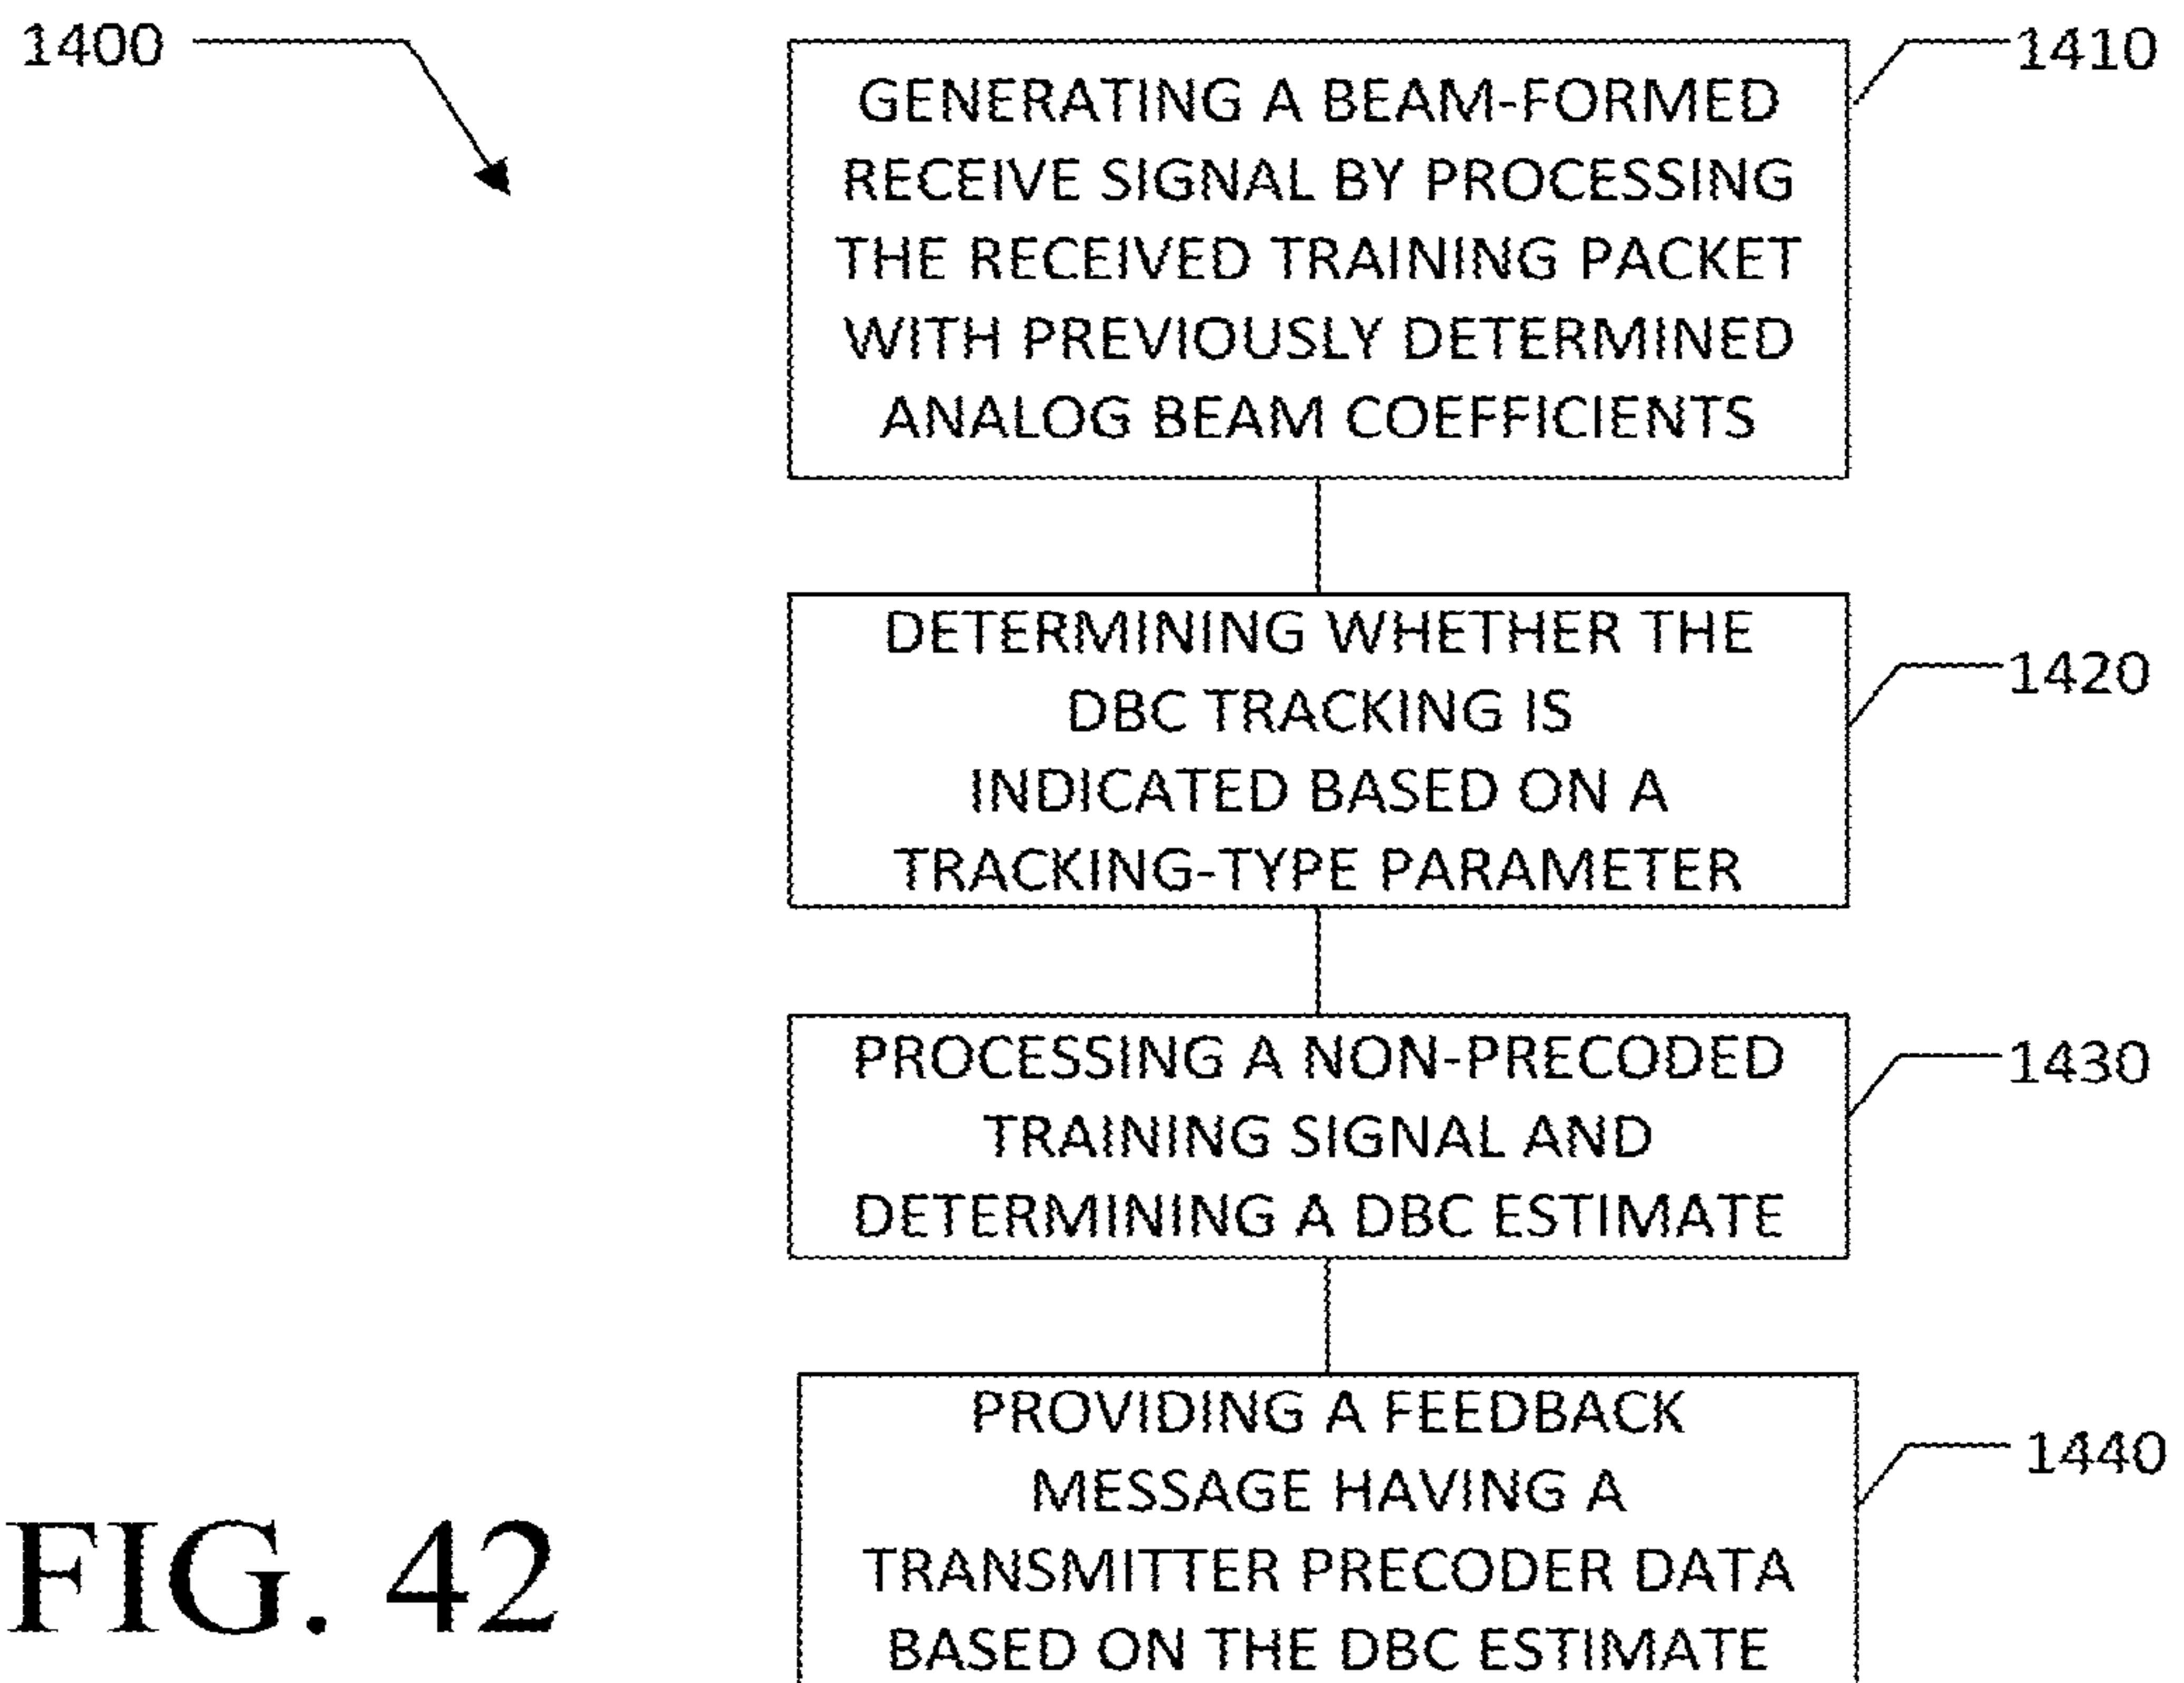 1400
1410
GENERATING A BEAM-FORMED
RECEIVE SIGNAL BY PROCESSING
THE RECEIVED TRAINING PACKET
WITH PREVIOUSLY DETERMINED
ANALOG BEAM COEFFICIENTS
DETERMINING WHETHER THE
DBC TRACKING IS
INDICATED BASED ON A
TRACKING-TYPE PARAMETER
1420
PROCESSING A NON-PRECODED
TRAINING SIGNAL AND
DETERMINING A DBC ESTIMATE
1430
PROVIDING A FEEDBACK
MESSAGE HAVING A
TRANSMITTER PRECODER DATA
BASED ON THE DBC ESTIMATE
1440
FIG. 42